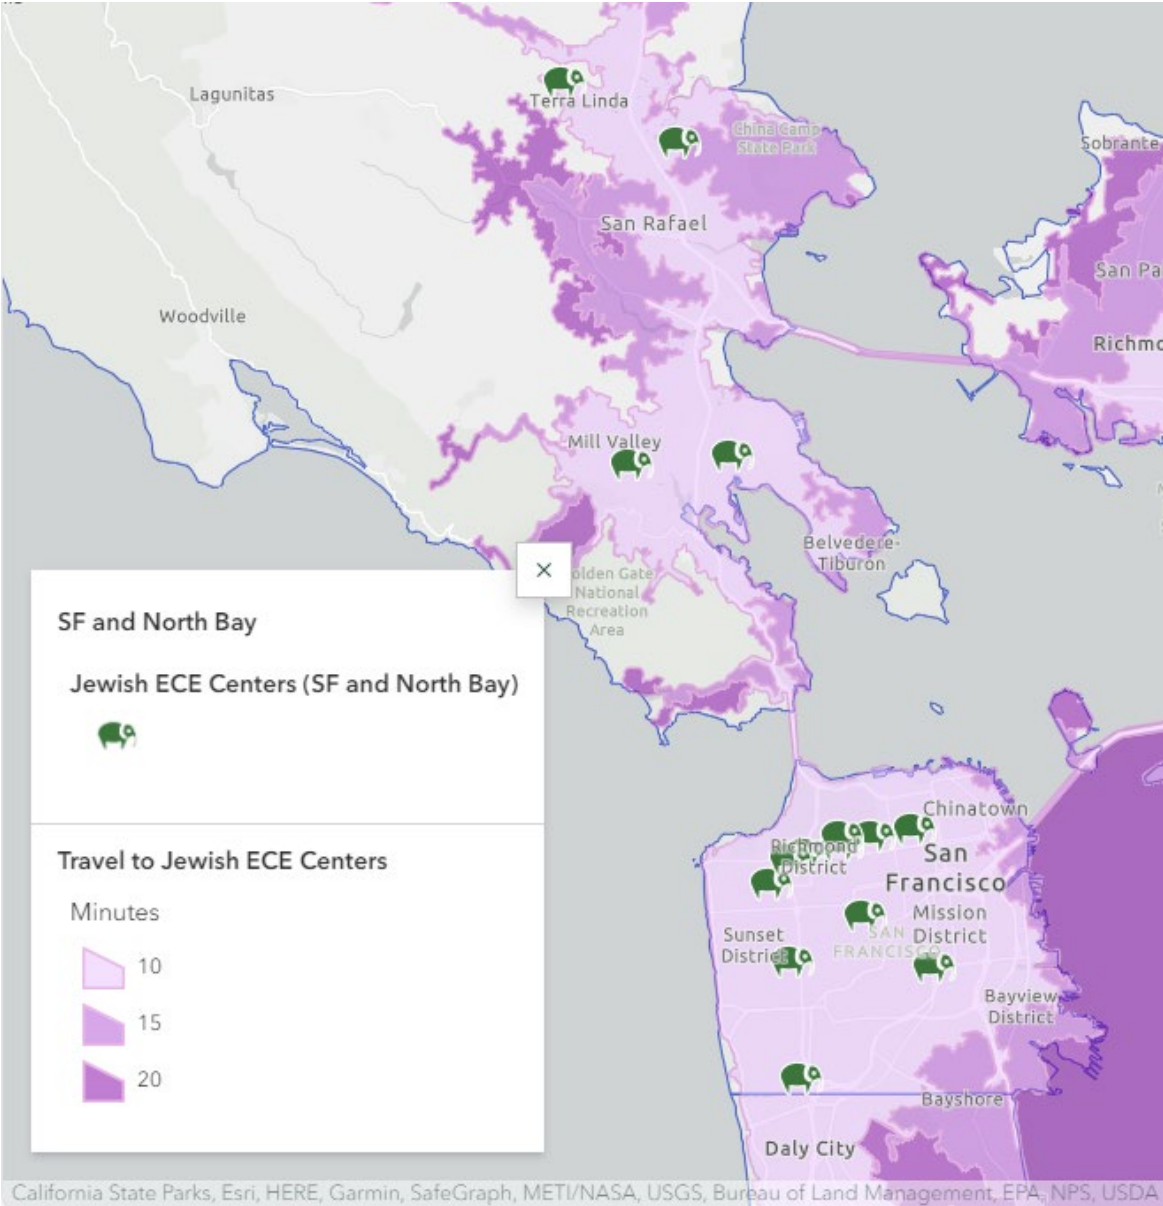 Lagunitas
Terra Linda
China Camp
State Park
Sobrante
San Rafael
San Pa
Woodville
Richmo
Mill Valley
Belvedere-
Tiburon
olden Gate
National
Recreation
Area
SF and North Bay
Jewish ECE Centers (SF and North Bay)
Travel to Jewish ECE Centers
Minutes
10
15
20
Chinatown
Richmond
District
San
Francisco
Mission
District
Sunset
District
SAN
FRANCISCO
Bayview
District
Bayshore
Daly City
California State Parks, Esri, HERE, Garmin, SafeGraph, METI/NASA, USGS, Bureau of Land Management, EPA, NPS, USDA